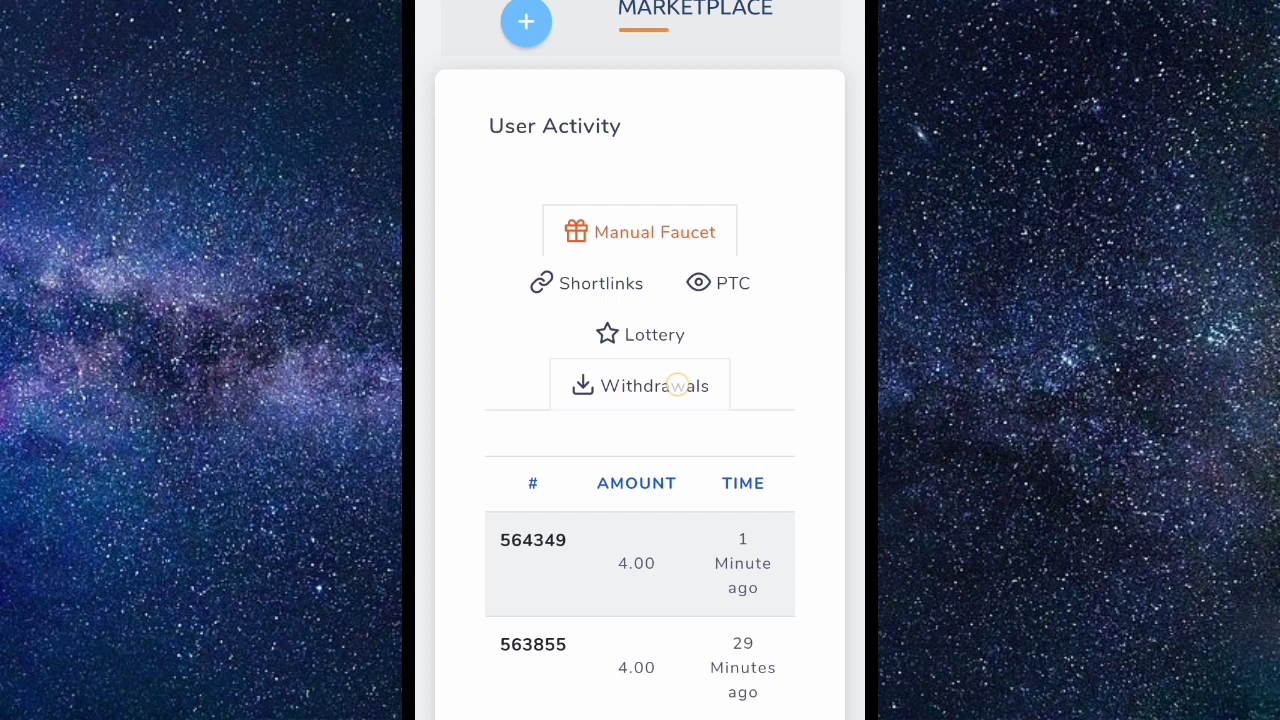 MARKETPLACE
User Activity
Manual Faucet
Shortlinks PTC
Lottery
Withdrawals
# AMOUNT TIME
564349 4.00 1 Minute ago
563855 4.00 29 Minutes ago